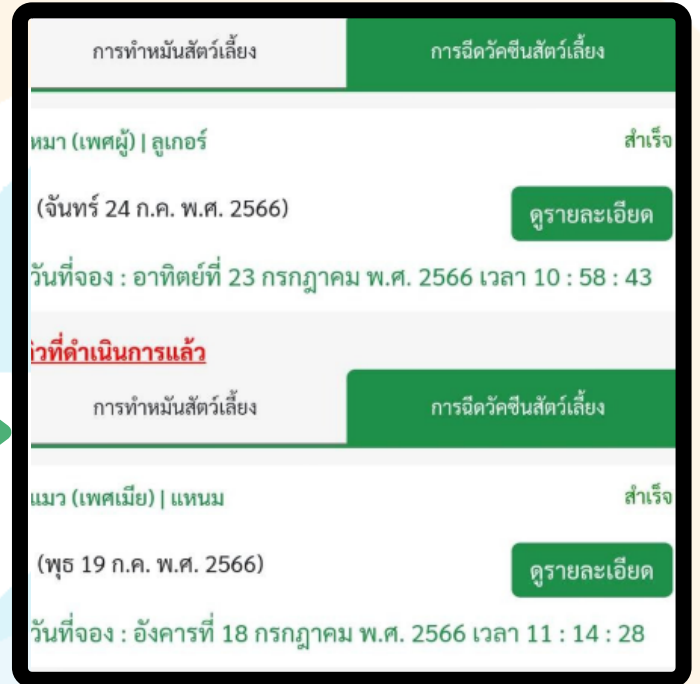 การทำหมันสัตว์เลี้ยง การฉีดวัคซีนสัตว์เลี้ยง
หมา (เพศผู้) | ลูเกอร์ สำเร็จ
(จันทร์ 24 ก.ค. พ.ศ. 2566) ดูรายละเอียด
วันที่จอง : อาทิตย์ที่ 23 กรกฎาคม พ.ศ. 2566 เวลา 10 : 58 : 43
คิวที่ดำเนินการแล้ว
การทำหมันสัตว์เลี้ยง การฉีดวัคซีนสัตว์เลี้ยง
แมว (เพศเมีย) | แหนม สำเร็จ
(พุธ 19 ก.ค. พ.ศ. 2566) ดูรายละเอียด
วันที่จอง : อังคารที่ 18 กรกฎาคม พ.ศ. 2566 เวลา 11 : 14 : 28